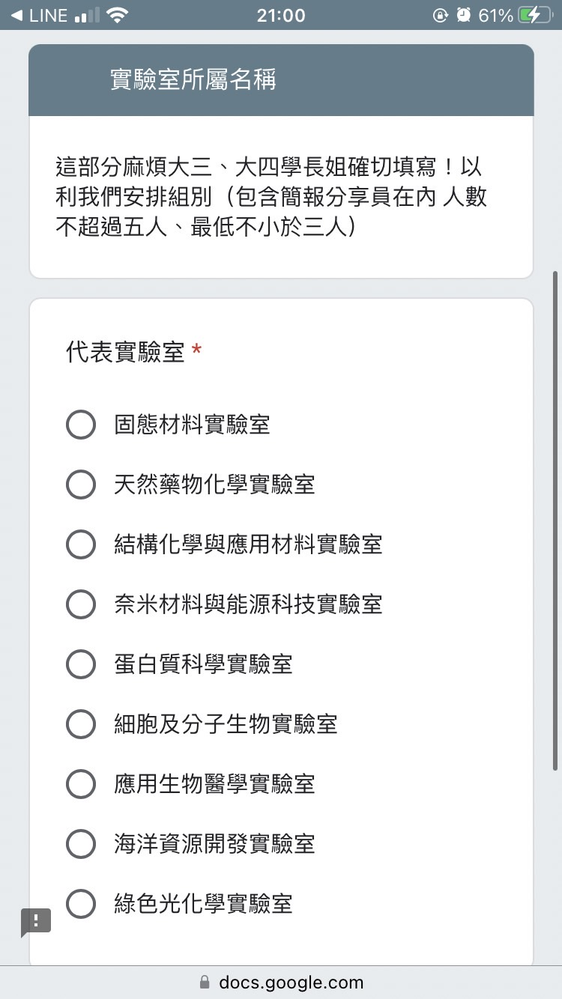 LINE
21:00
61%
實驗室所屬名稱
這部分麻煩大三、大四學長姐確切填寫！以
利我們安排組別（包含簡報分享員在內 人數
不超過五人、最低不小於三人）
代表實驗室 *
固態材料實驗室
天然藥物化學實驗室
結構化學與應用材料實驗室
奈米材料與能源科技實驗室
蛋白質科學實驗室
細胞及分子生物實驗室
應用生物醫學實驗室
海洋資源開發實驗室
綠色光化學實驗室
docs.google.com